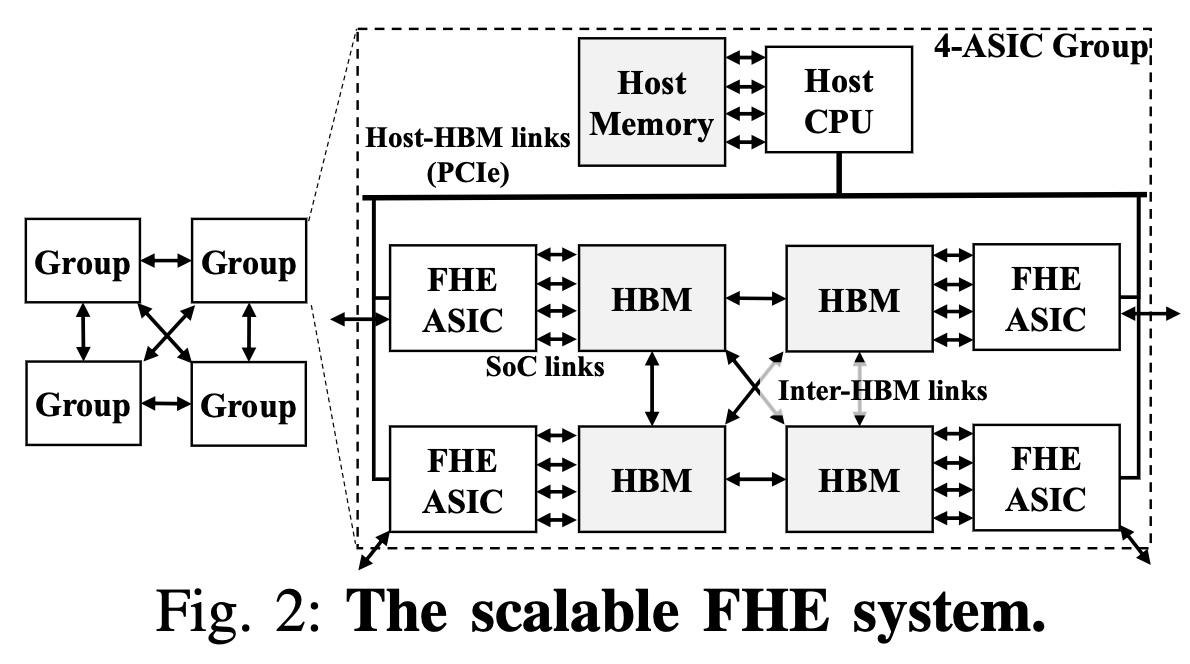 4-ASIC Group
Host
Memory
Host
CPU
Host-HBM links
(PCIe)
Group
Group
Group
Group
FHE
ASIC
HBM
HBM
FHE
ASIC
SoC links
Inter-HBM links
FHE
ASIC
HBM
HBM
FHE
ASIC
Fig. 2: The scalable FHE system.